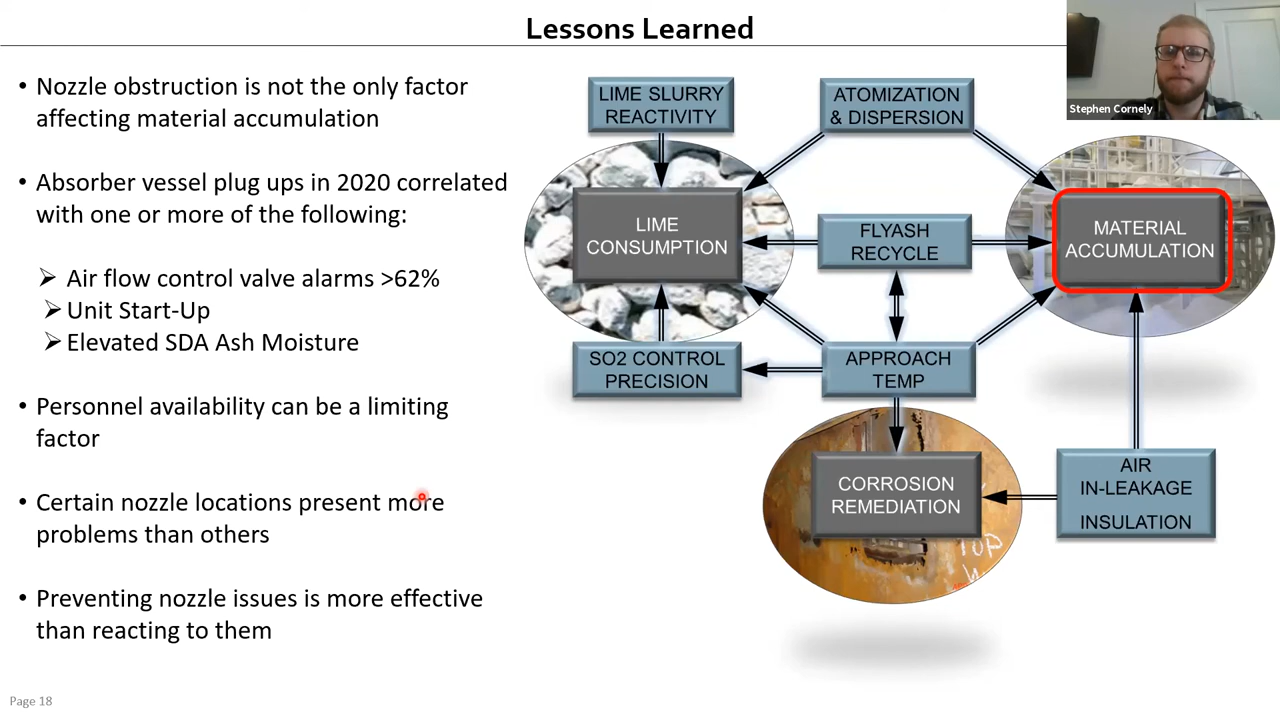 Lessons Learned
Stephen Cornely
• Nozzle obstruction is not the only factor
affecting material accumulation
• Absorber vessel plug ups in 2020 correlated
with one or more of the following:
➢ Air flow control valve alarms >62%
➢ Unit Start-Up
➢ Elevated SDA Ash Moisture
• Personnel availability can be a limiting
factor
• Certain nozzle locations present more
problems than others
• Preventing nozzle issues is more effective
than reacting to them
LIME SLURRY
REACTIVITY
ATOMIZATION
& DISPERSION
LIME
CONSUMPTION
FLYASH
RECYCLE
MATERIAL
ACCUMULATION
SO2 CONTROL
PRECISION
APPROACH
TEMP
CORROSION
REMEDIATION
AIR
IN-LEAKAGE
INSULATION
TOP
Page 18